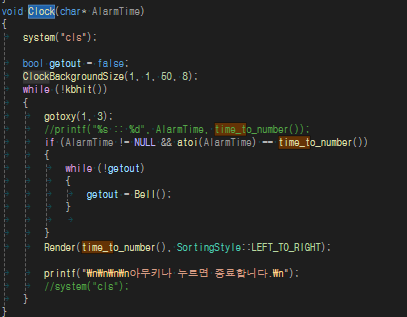 void Clock(char* AlarmTime)
{
system("cls");
bool getout = false;
ClockBackgroundSize(1, 1, 50, 8);
while (!kbhit())
{
gotoxy(1, 3);
//printf("%s :: %d", AlarmTime, time_to_number());
if (AlarmTime != NULL && atoi(AlarmTime) == time_to_number())
{
while (!getout)
{
getout = Bell();
}
}
Render(time_to_number(), SortingStyle::LEFT_TO_RIGHT);
printf("₩n₩n₩n₩n아무키나 누르면 종료합니다.₩n");
//system("cls");
}
}